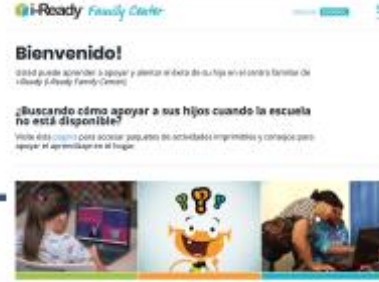 i-Ready Family Center
Bienvenido!
Usted puede aprender a apoyar y alentar el éxito de su hijo en el centro familiar de
i-Ready (i-Ready Family Center)
¿Buscando cómo apoyar a sus hijos cuando la escuela
no está disponible?
Visite esta página para accesar paquetes de actividades imprimibles y consejos para
apoyar el aprendizaje en el hogar.
? ? ?